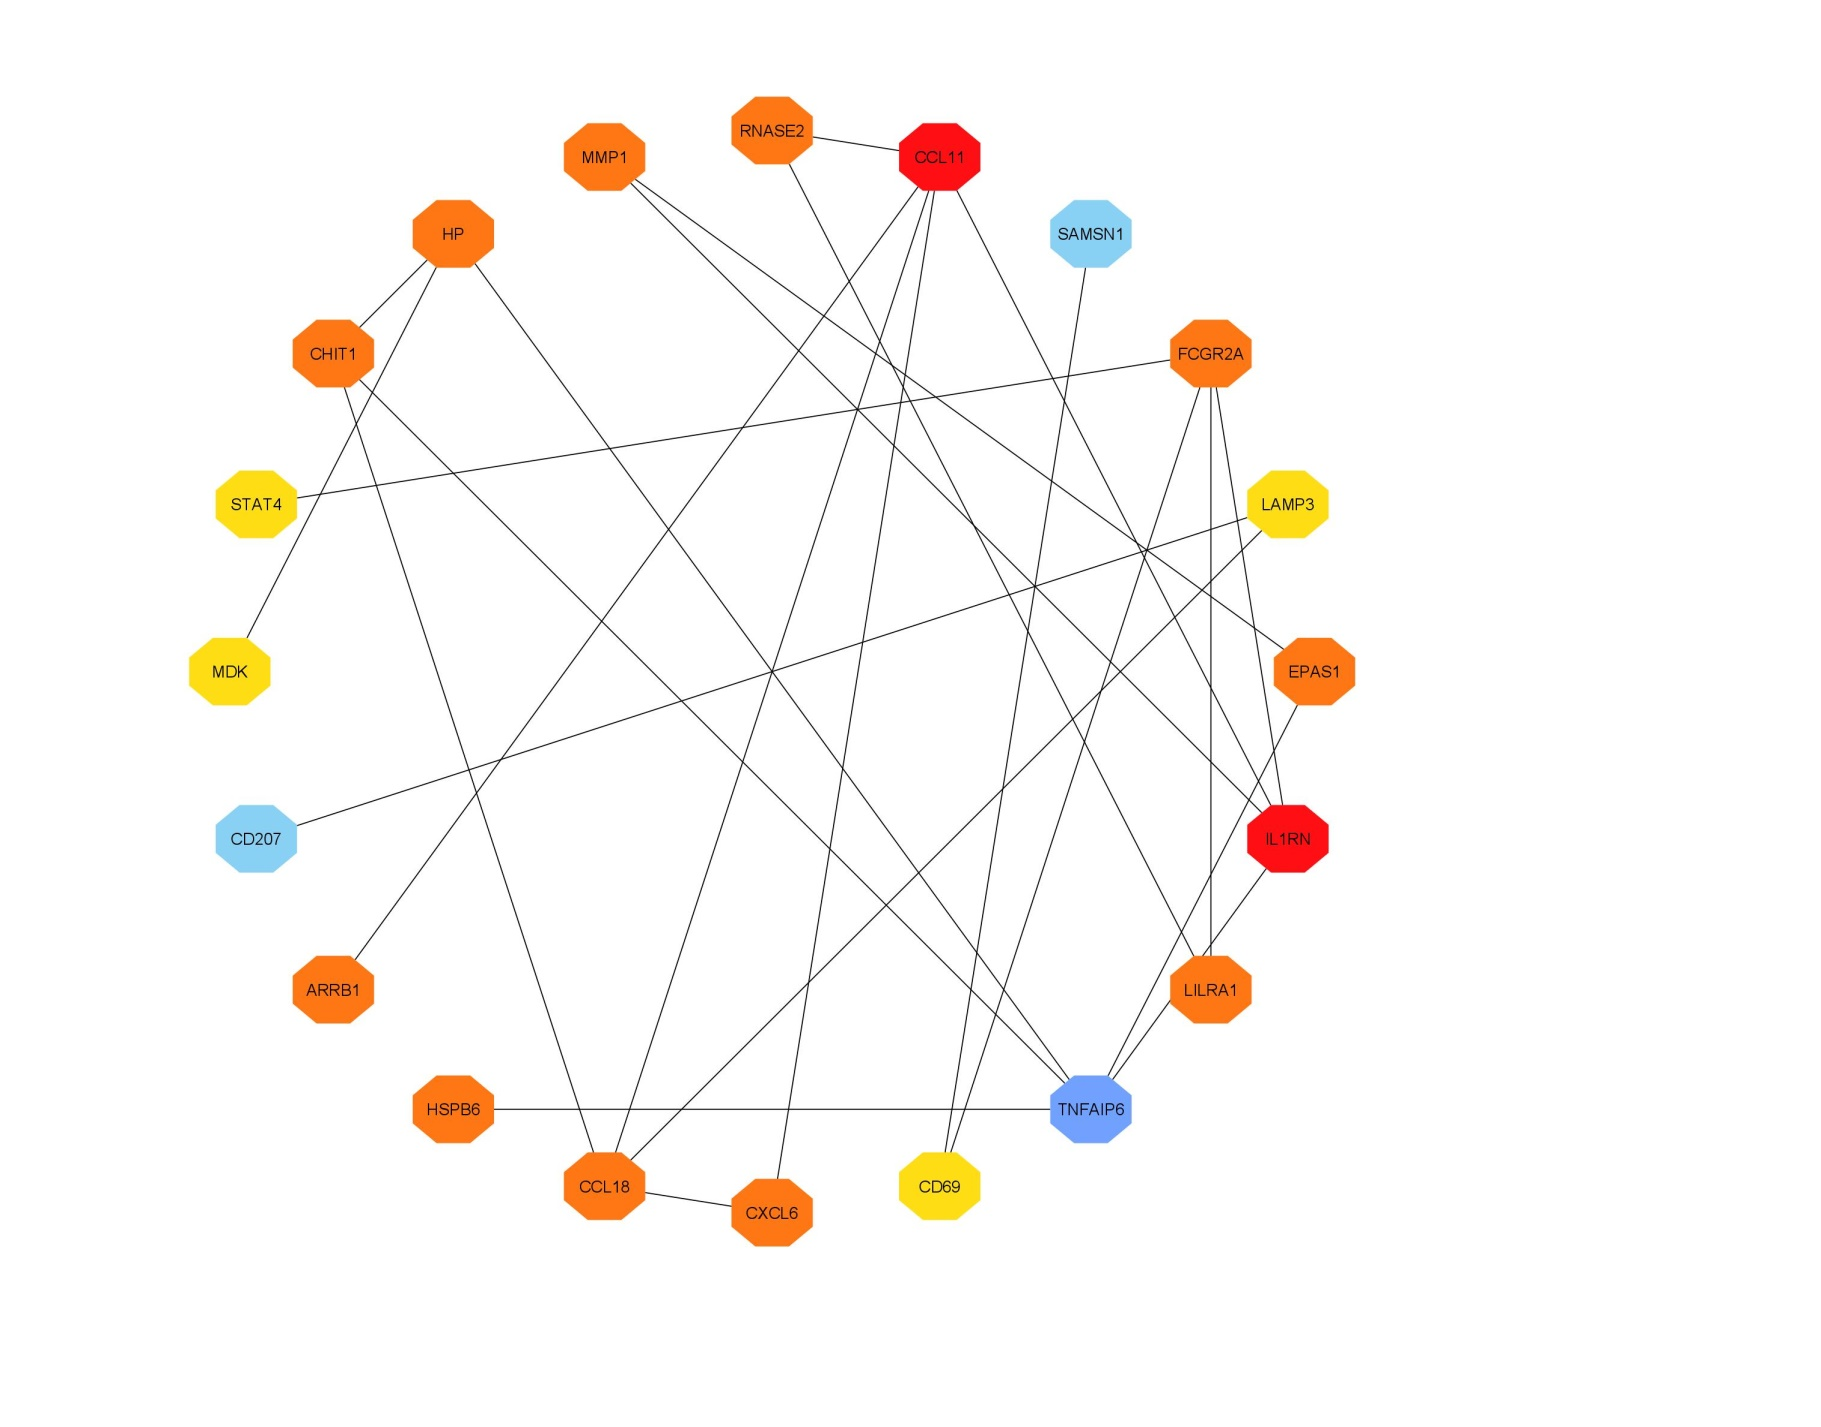 RNASE2
MMP1
CCL11
HP
SAMSN1
CHIT1
FCGR2A
STAT4
LAMP3
MDK
EPAS1
CD207
IL1RN
ARRB1
LILRA1
HSPB6
TNFAIP6
CCL18
CD69
CXCL6